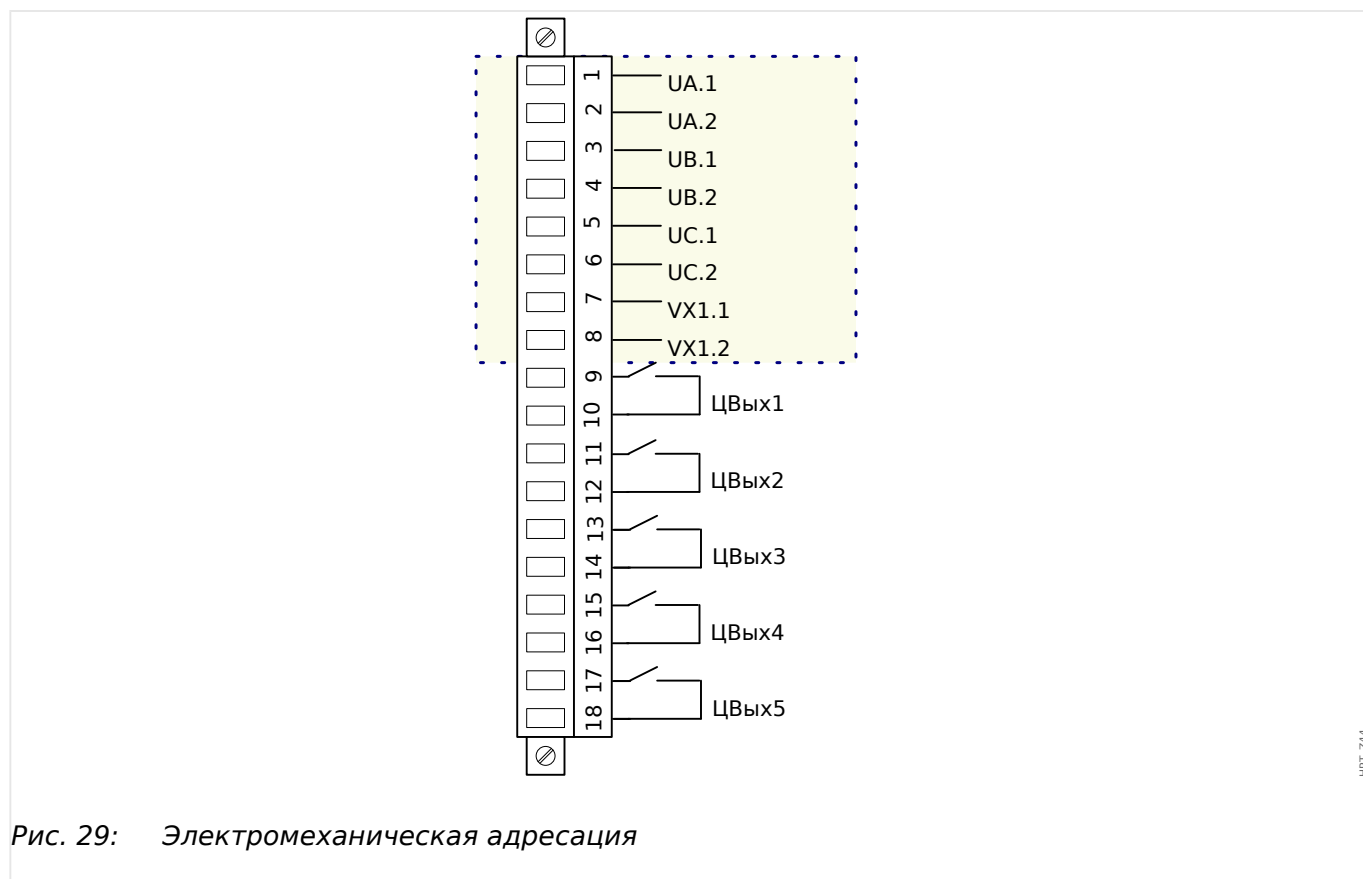 1 UA.1
2 UA.2
3 UB.1
4 UB.2
5 UC.1
6 UC.2
7 VX1.1
8 VX1.2
9
10 ЦВых1
11
12 ЦВых2
13
14 ЦВых3
15
16 ЦВых4
17
18 ЦВых5
Рис. 29: Электромеханическая адресация